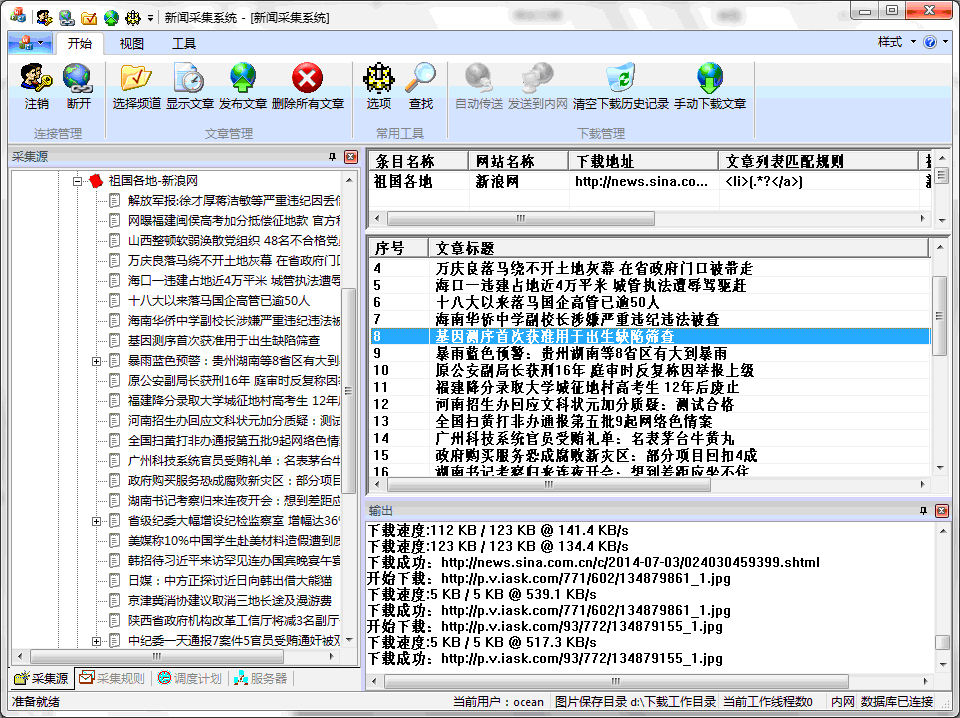 新闻采集系统 - [新闻采集系统]
开始 视图 工具 样式
注销 断开 选择频道 显示文章 发布文章 删除所有文章 选项 查找 自动传送 发送到内网 清空下载历史记录 手动下载文章
连接管理 文章管理 常用工具 下载管理
采集源
祖国各地-新浪网
解放军报:徐才厚蒋洁敏等严重违纪因丢信
网曝福建闽侯高考加分抵偿征地款 官方称
山西整顿软弱涣散党组织 48名不合格党员
万庆良落马绕不开土地灰幕 在省政府门口
海口一违建占地近4万平米 城管执法遭辱
十八大以来落马国企高管已逾50人
海南华侨中学副校长涉嫌严重违纪违法被
基因测序首次获准用于出生缺陷筛查
暴雨蓝色预警：贵州湖南等8省区有大到
原公安副局长获刑16年 庭审时反复称因
福建降分录取大学城征地村高考生 12年后
河南招生办回应文科状元加分质疑：测试
全国扫黄打非办通报第五批9起网络色情
广州科技系统官员受贿礼单：名表茅台牛
政府购买服务恐成腐败新灾区：部分项目
湖南书记考察归来连夜开会：想到差距应
省级纪委大幅增设纪检监察室 增幅达36%
美媒称10%中国学生赴美材料造假遭到质
韩招待习近平来访罕见连办国宾晚宴午宴
日媒：中方正探讨近日向韩出借大熊猫
京津冀消协建议取消三地长途及漫游费
陕西省政府机构改革工信厅将减3名副厅
中纪委一天通报7案件5官员受贿通奸被双
采集源 采集规则 调度计划 服务器
条目名称 网站名称 下载地址 文章列表匹配规则
祖国各地 新浪网 http://news.sina.co... <li>(.*?</a>)
序号 文章标题
4 万庆良落马绕不开土地灰幕 在省政府门口被带走
5 海口一违建占地近4万平米 城管执法遭辱骂驱赶
6 十八大以来落马国企高管已逾50人
7 海南华侨中学副校长涉嫌严重违纪违法被查
8 基因测序首次获准用于出生缺陷筛查
9 暴雨蓝色预警：贵州湖南等8省区有大到暴雨
10 原公安副局长获刑16年 庭审时反复称因举报上级
11 福建降分录取大学城征地村高考生 12年后废止
12 河南招生办回应文科状元加分质疑：测试合格
13 全国扫黄打非办通报第五批9起网络色情案
14 广州科技系统官员受贿礼单：名表茅台牛黄丸
15 政府购买服务恐成腐败新灾区：部分项目回扣4成
16 湖南书记考察归来连夜开会：想到差距应坐不住
输出
下载速度:112 KB / 123 KB @ 141.4 KB/s
下载速度:123 KB / 123 KB @ 134.4 KB/s
下载成功：http://news.sina.com.cn/c/2014-07-03/024030459399.shtml
开始下载：http://p.v.iask.com/771/602/134879861_1.jpg
下载速度:5 KB / 5 KB @ 539.1 KB/s
下载成功：http://p.v.iask.com/771/602/134879861_1.jpg
开始下载：http://p.v.iask.com/93/772/134879155_1.jpg
下载速度:5 KB / 5 KB @ 517.3 KB/s
下载成功：http://p.v.iask.com/93/772/134879155_1.jpg
准备就绪 当前用户：ocean 图片保存目录 d:\下载工作目录 当前工作线程数0 内网 数据库已连接